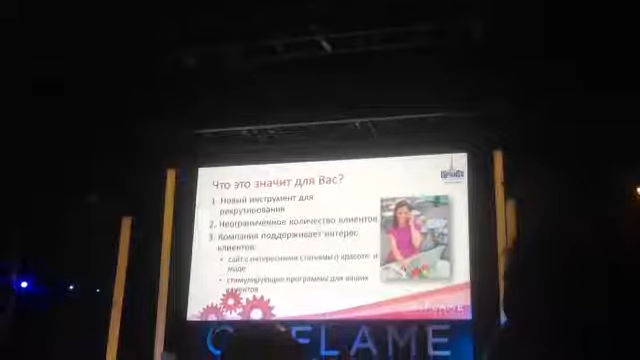 Что это значит для Вас?
1. Новый инструмент для
рекрутирования
2. Неограниченное количество клиентов
3. Компания поддерживает интерес
клиентов:
• сайт с интересными статьями о красоте и
моде
• стимулирующие программы для ваших
клиентов
FLAME